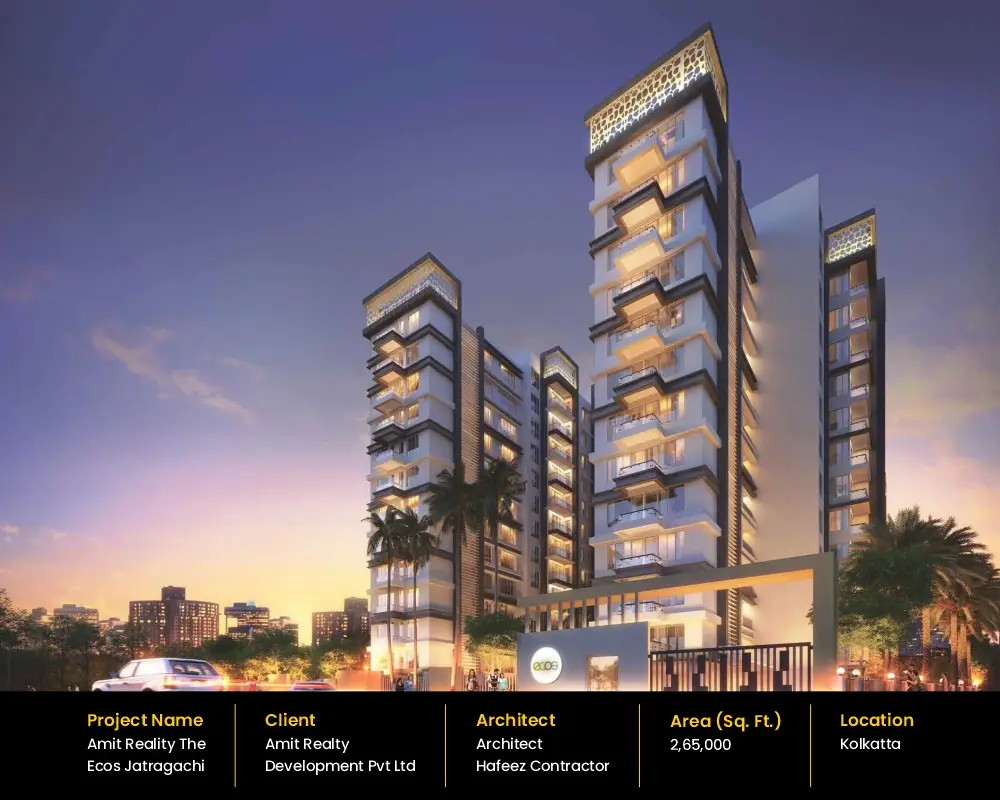 ecos
Project Name
Amit Reality The
Ecos Jatragachi
Client
Amit Realty
Development Pvt Ltd
Architect
Architect
Hafeez Contractor
Area (Sq. Ft.)
2,65,000
Location
Kolkatta